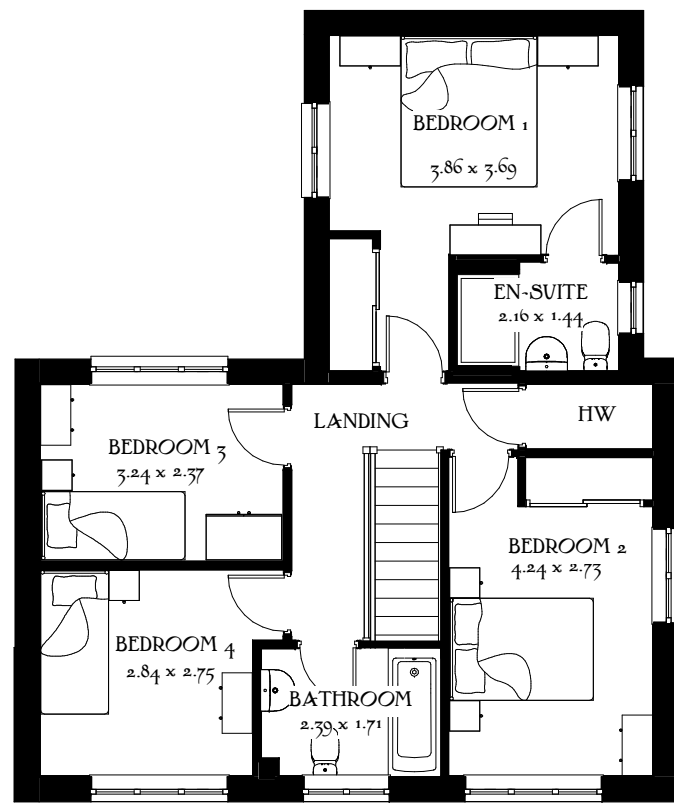 BEDROOM 1
3.86 x 3.69
EN-SUITE
2.16 x 1.44
LANDING
HW
BEDROOM 3
3.24 x 2.37
BEDROOM 2
4.24 x 2.73
BEDROOM 4
2.84 x 2.75
BATHROOM
2.39 x 1.71